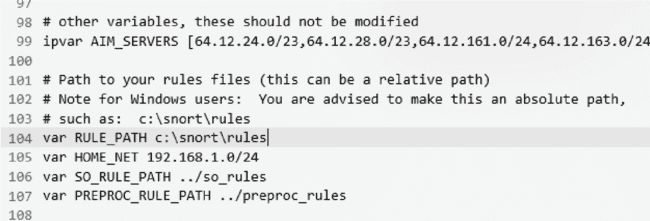 97
98 # other variables, these should not be modified
99 ipvar AIM_SERVERS [64.12.24.0/23,64.12.28.0/23,64.12.161.0/24,64.12.163.0/24
100
101 # Path to your rules files (this can be a relative path)
102 # Note for Windows users:  You are advised to make this an absolute path,
103 # such as:  c:\snort\rules
104 var RULE_PATH c:\snort\rules
105 var HOME_NET 192.168.1.0/24
106 var SO_RULE_PATH ../so_rules
107 var PREPROC_RULE_PATH ../preproc_rules
108